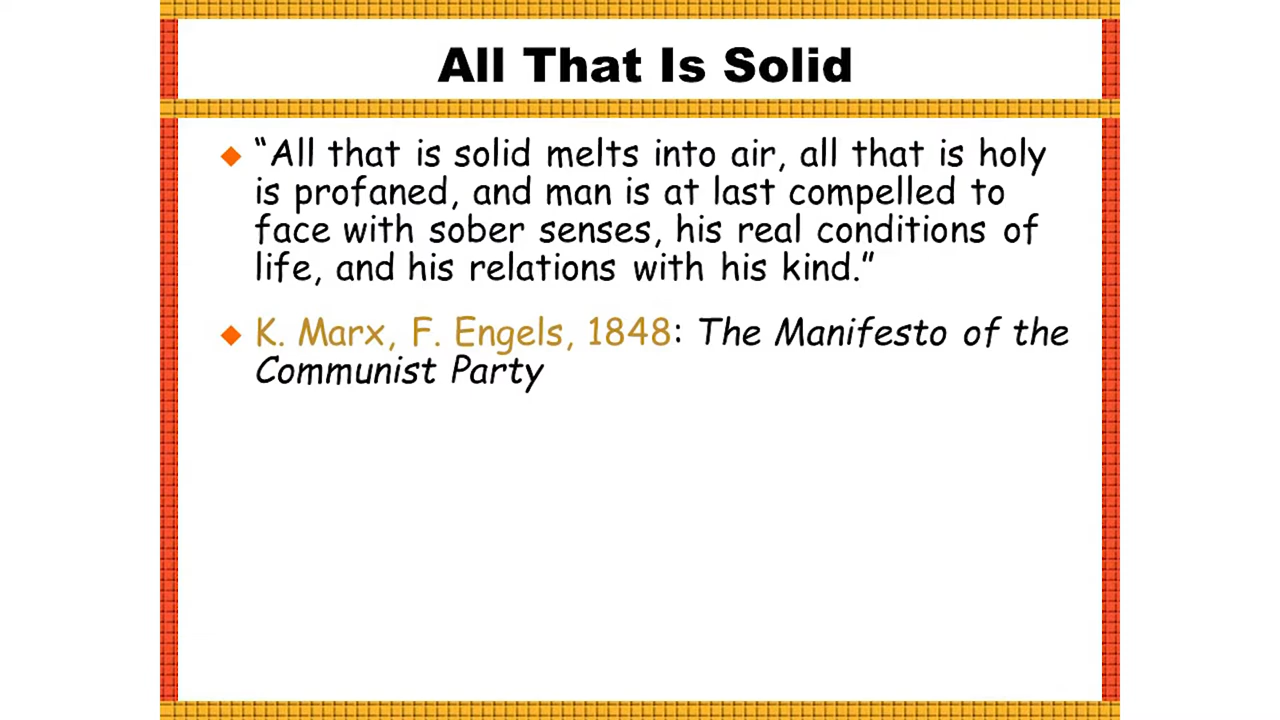 All That Is Solid
“All that is solid melts into air, all that is holy
is profaned, and man is at last compelled to
face with sober senses, his real conditions of
life, and his relations with his kind.”
K. Marx, F. Engels, 1848: The Manifesto of the
Communist Party